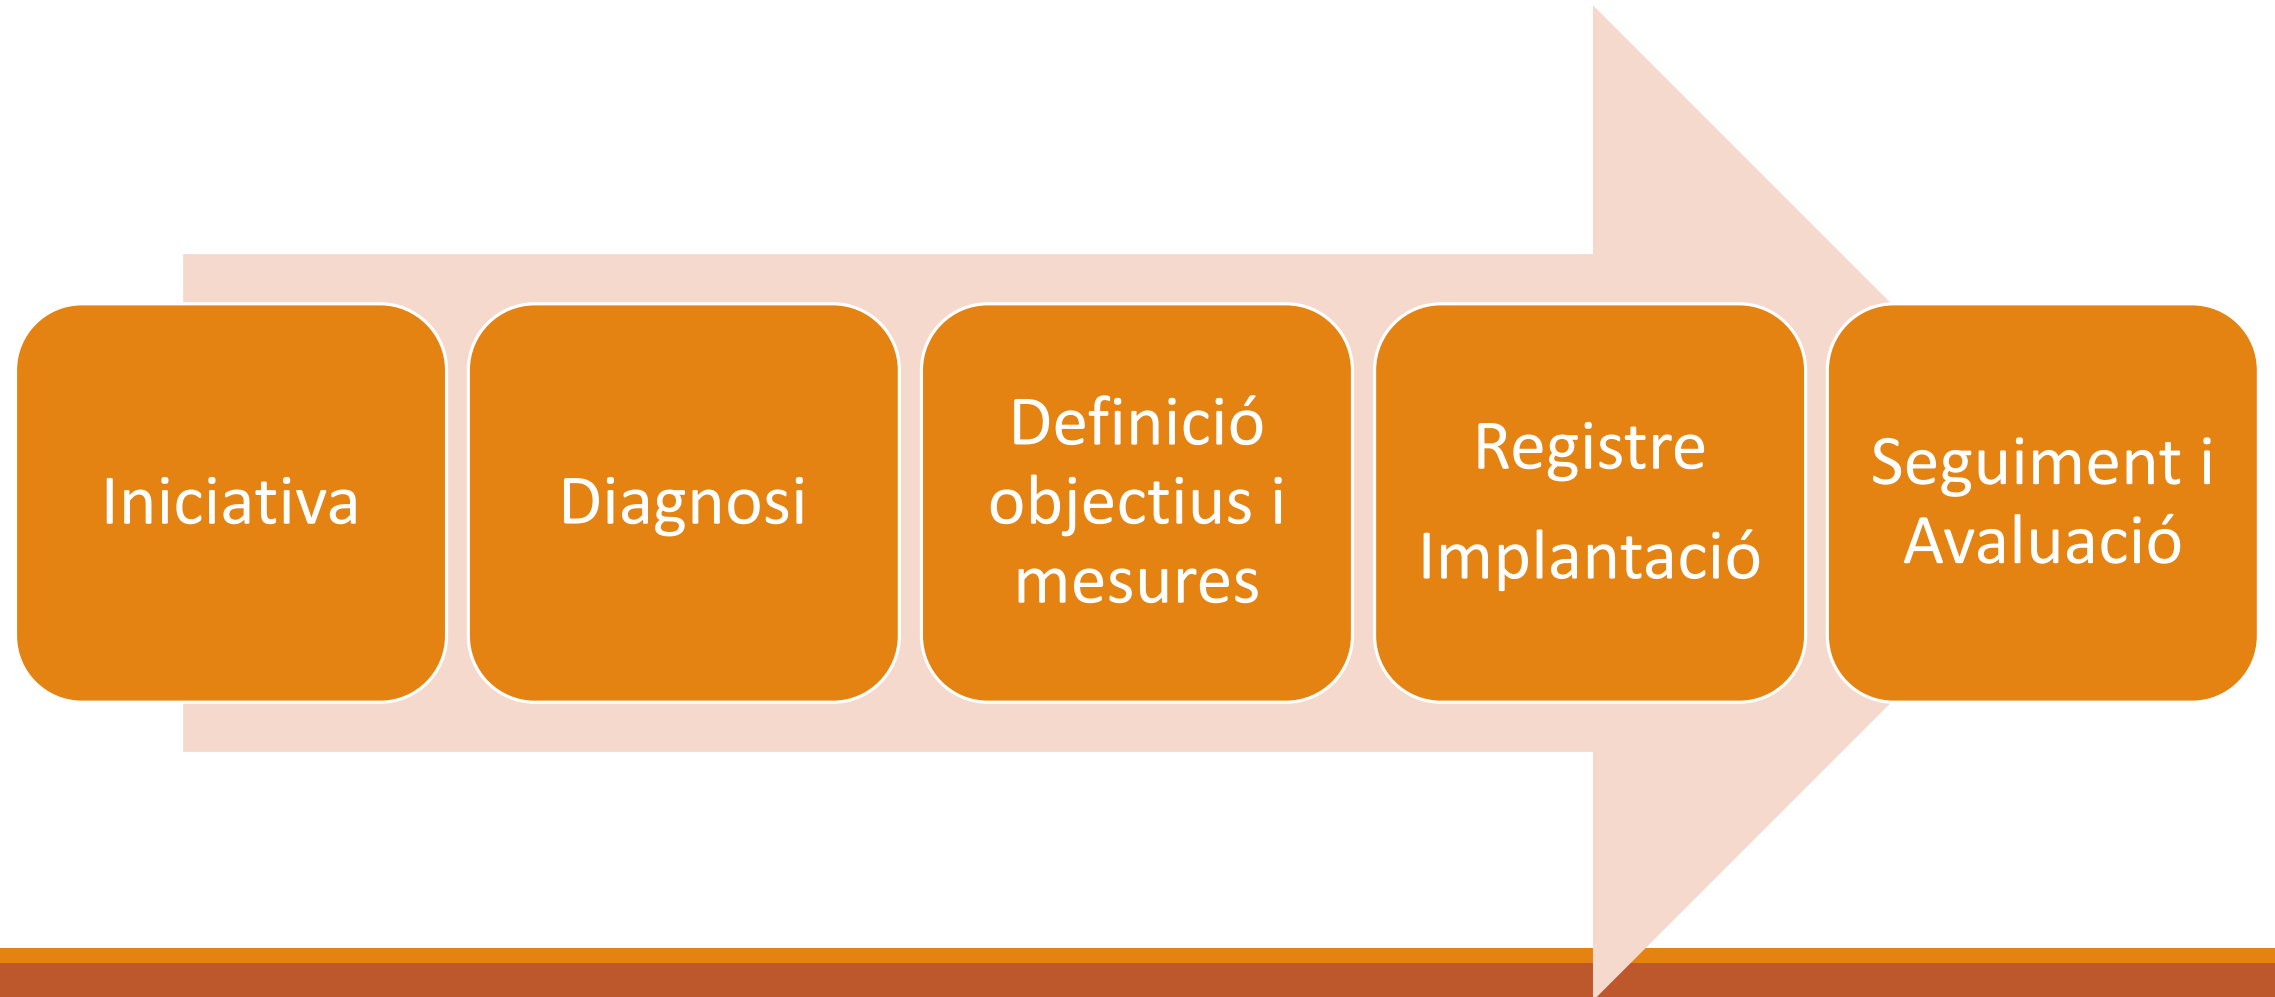 Iniciativa
Diagnosi
Definició
objectius i
mesures
Registre
Implantació
Seguiment i
Avaluació